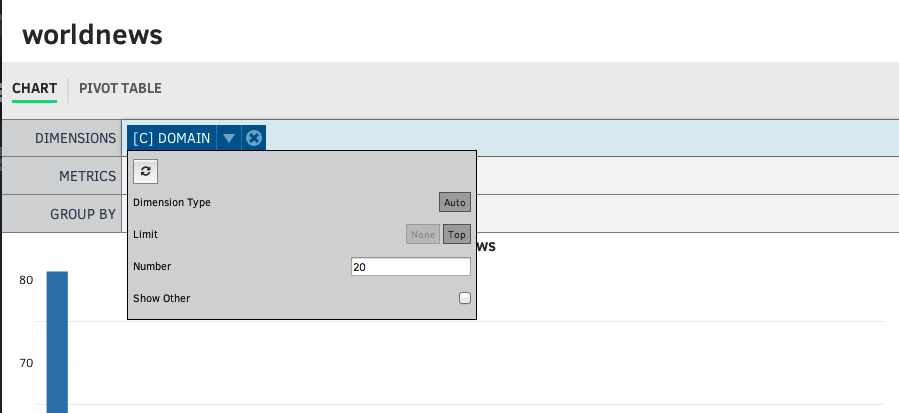 worldnews
CHART PIVOT TABLE
DIMENSIONS [C] DOMAIN
METRICS
GROUP BY
Dimension Type Auto
Limit None Top
Number 20
Show Other
ws
80
70